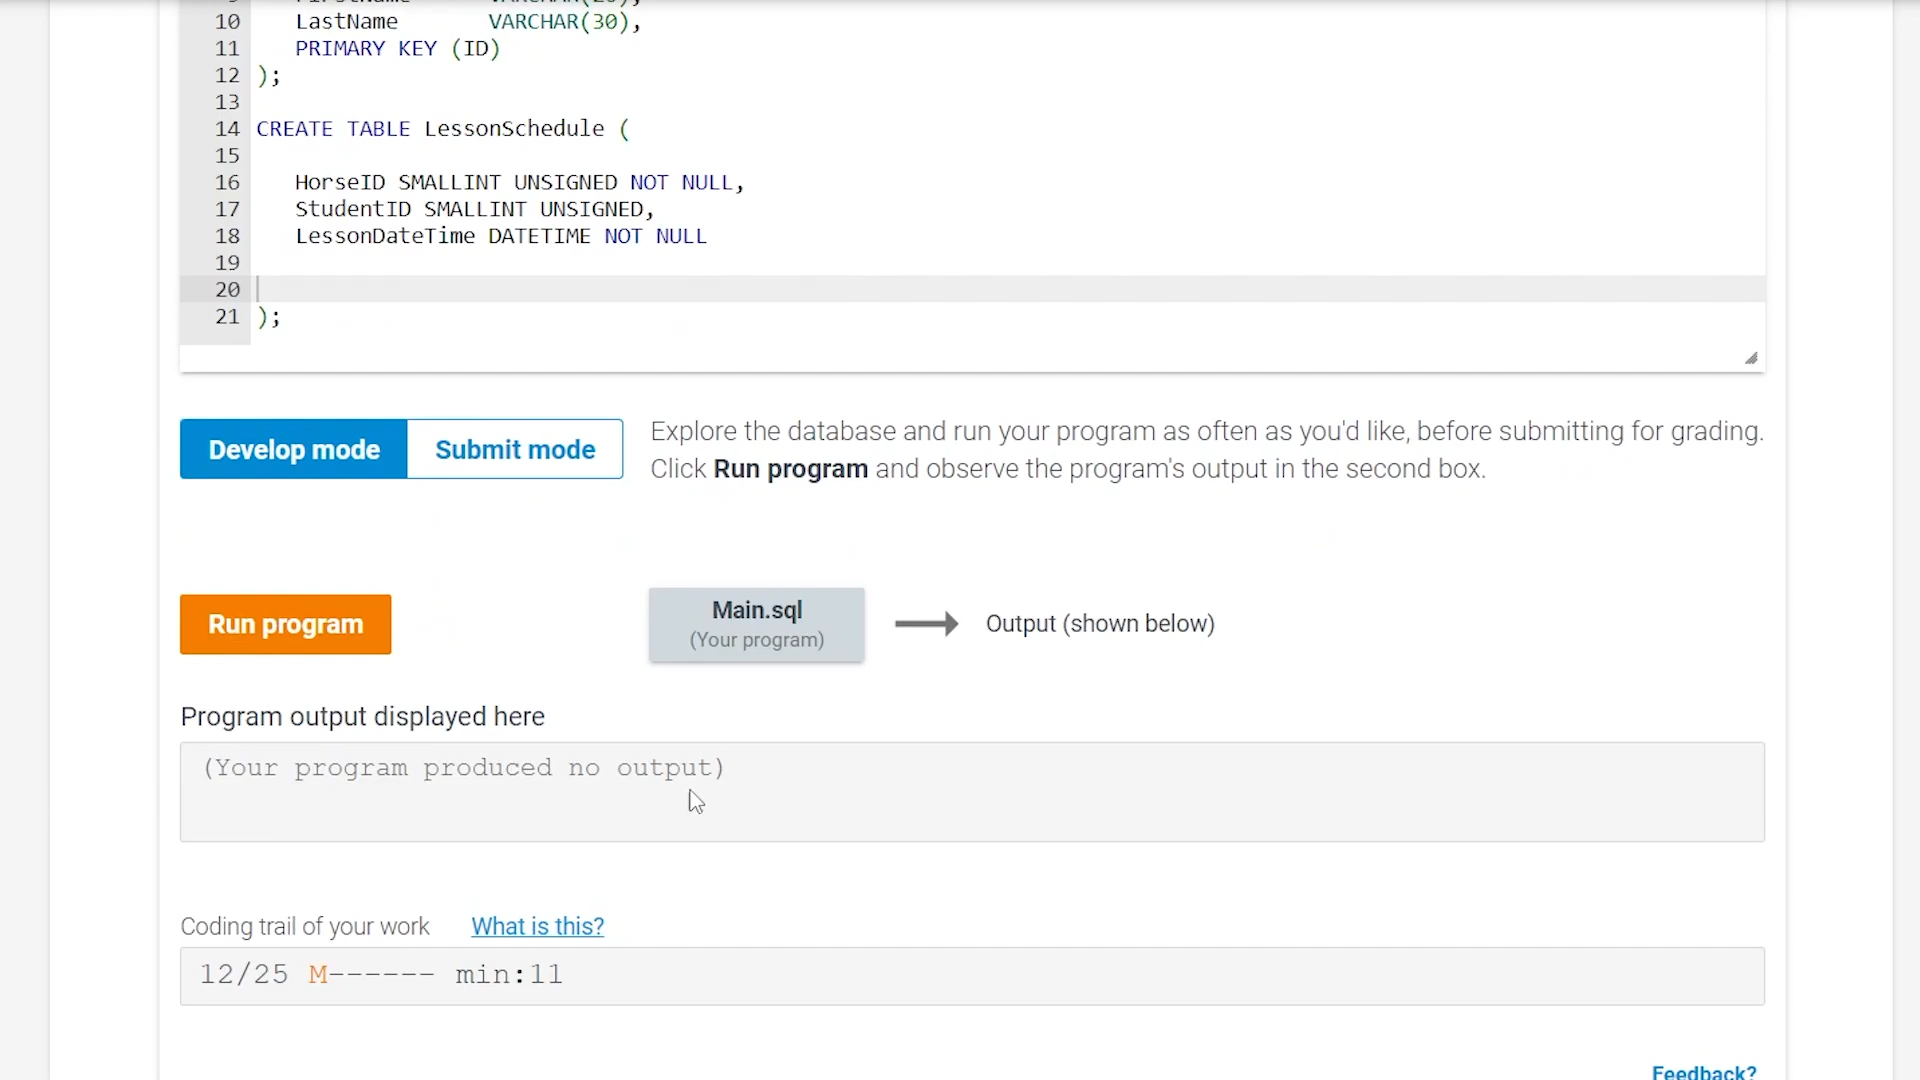 10 LastName VARCHAR(30),
11 PRIMARY KEY (ID)
12 );
13
14 CREATE TABLE LessonSchedule (
15
16 HorseID SMALLINT UNSIGNED NOT NULL,
17 StudentID SMALLINT UNSIGNED,
18 LessonDateTime DATETIME NOT NULL
19
20
21 );
Develop mode Submit mode Explore the database and run your program as often as you'd like, before submitting for grading.
Click Run program and observe the program's output in the second box.
Run program
Main.sql
(Your program)
Output (shown below)
Program output displayed here
(Your program produced no output)
Coding trail of your work What is this?
12/25 M------ min:11
Feedback?